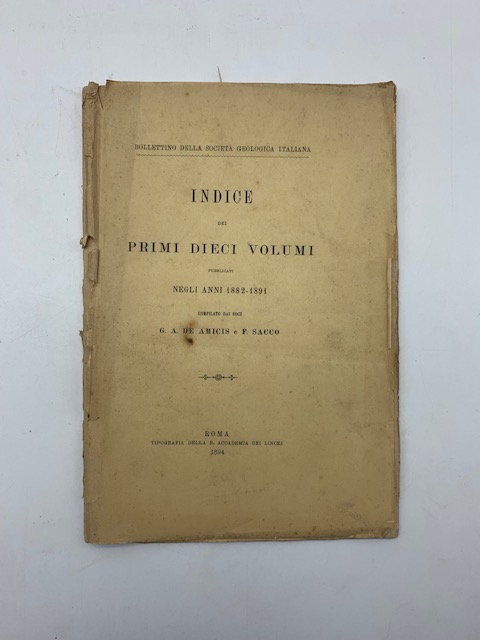 BOLLETTINO DELLA SOCIETÀ GEOLOGICA ITALIANA
INDICE
DEI
PRIMI DIECI VOLUMI
PUBBLICATI
NEGLI ANNI 1882-1891
COMPILATO DAI SOCI
G. A. DE AMICIS e F. SACCO
ROMA
TIPOGRAFIA DELLA R. ACCADEMIA DEI LINCEI
1894